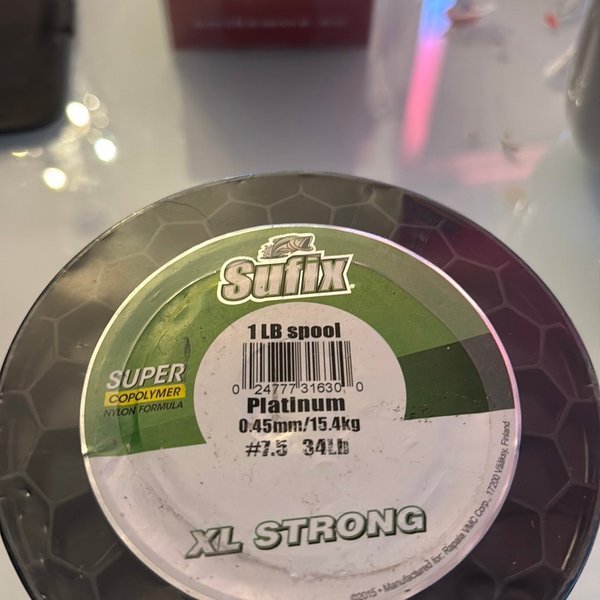 Sufix
1 LB spool
0 24777 31630 0
SUPER
COPOLYMER
NYLON FORMULA
Platinum
0.45mm/15.4kg
#7.5 34Lb
XL STRONG
©2015 • Manufactured for: Rapala VMC Corp., 17200 Vääksy, Finland